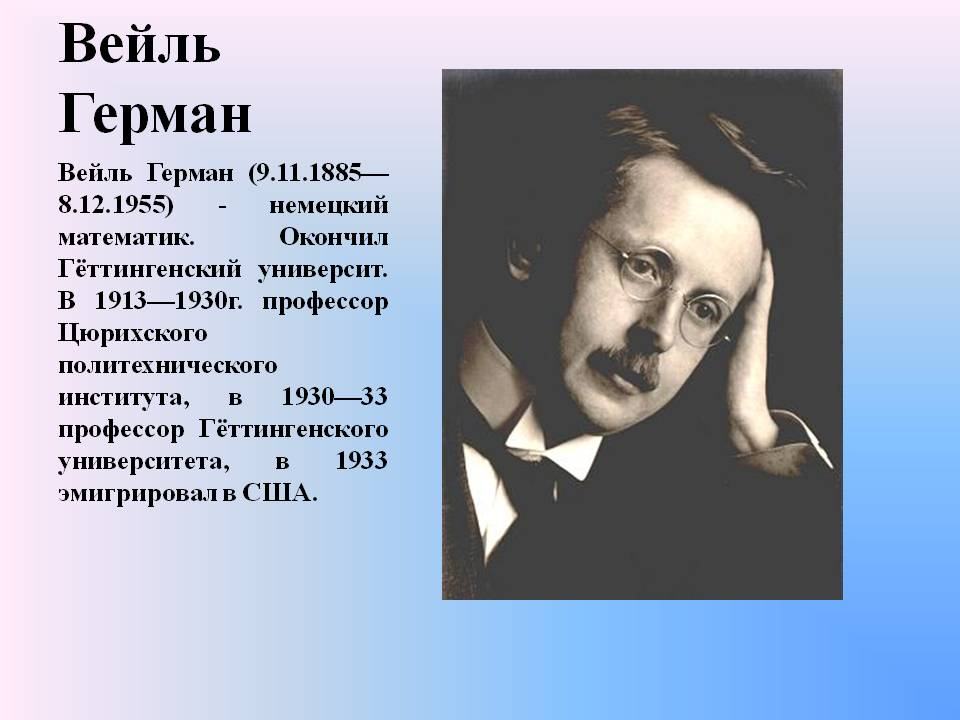 Вейль
Герман
Вейль Герман (9.11.1885—
8.12.1955) - немецкий
математик. Окончил
Гёттингенский университ.
В 1913—1930г. профессор
Цюрихского
политехнического
института, в 1930—33
профессор Гёттингенского
университета, в 1933
эмигрировал в США.